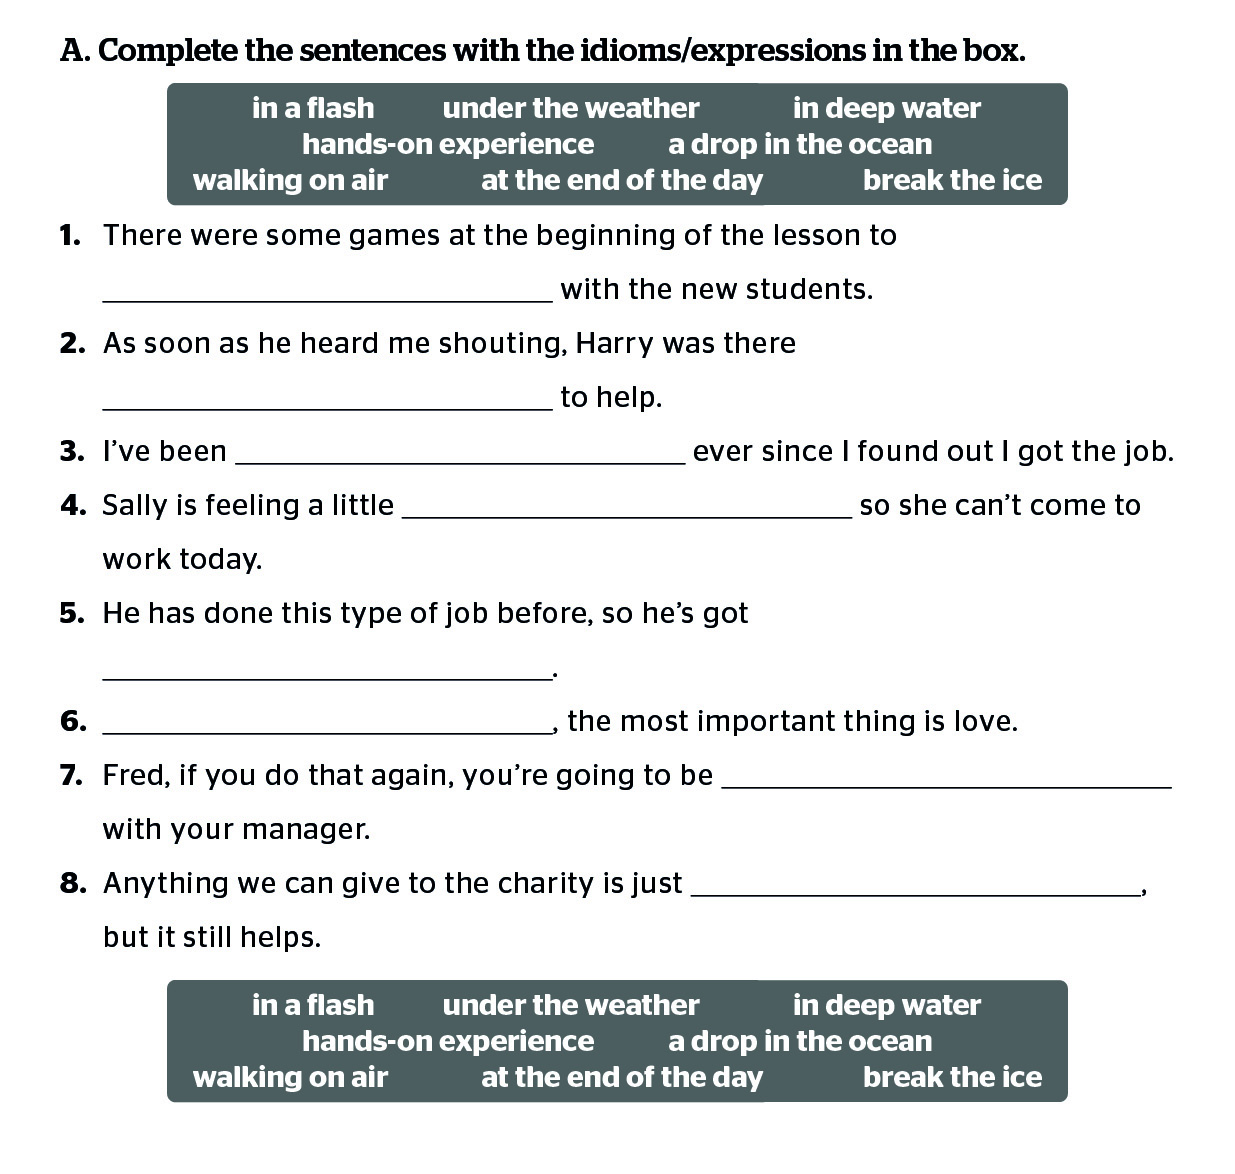 A. Complete the sentences with the idioms/expressions in the box.
in a flash under the weather in deep water
hands-on experience a drop in the ocean
walking on air at the end of the day break the ice
1. There were some games at the beginning of the lesson to
______________________________ with the new students.
2. As soon as he heard me shouting, Harry was there
______________________________ to help.
3. I’ve been ______________________________ ever since I found out I got the job.
4. Sally is feeling a little ______________________________ so she can’t come to
work today.
5. He has done this type of job before, so he’s got
______________________________.
6. ______________________________, the most important thing is love.
7. Fred, if you do that again, you’re going to be ______________________________
with your manager.
8. Anything we can give to the charity is just ______________________________,
but it still helps.
in a flash under the weather in deep water
hands-on experience a drop in the ocean
walking on air at the end of the day break the ice